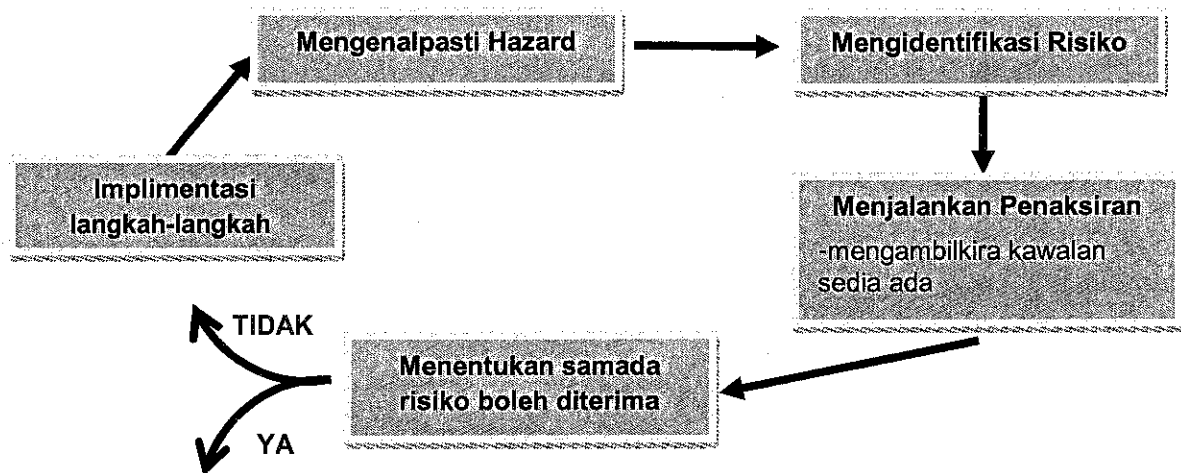 Mengenalpasti Hazard
Mengidentifikasi Risiko
Implimentasi
langkah-langkah
Menjalankan Penaksiran
-mengambilkira kawalan
sedia ada
TIDAK
Menentukan samada
risiko boleh diterima
YA